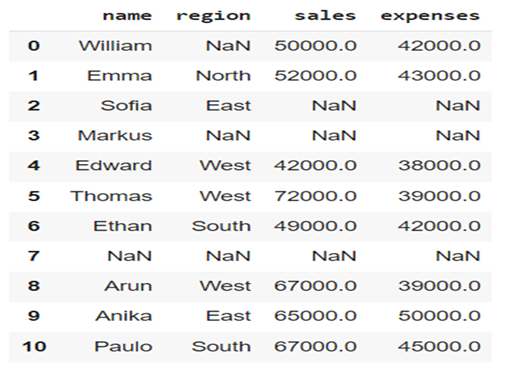 name region sales expenses
0 William NaN 50000.0 42000.0
1 Emma North 52000.0 43000.0
2 Sofia East NaN NaN
3 Markus NaN NaN NaN
4 Edward West 42000.0 38000.0
5 Thomas West 72000.0 39000.0
6 Ethan South 49000.0 42000.0
7 NaN NaN NaN NaN
8 Arun West 67000.0 39000.0
9 Anika East 65000.0 50000.0
10 Paulo South 67000.0 45000.0